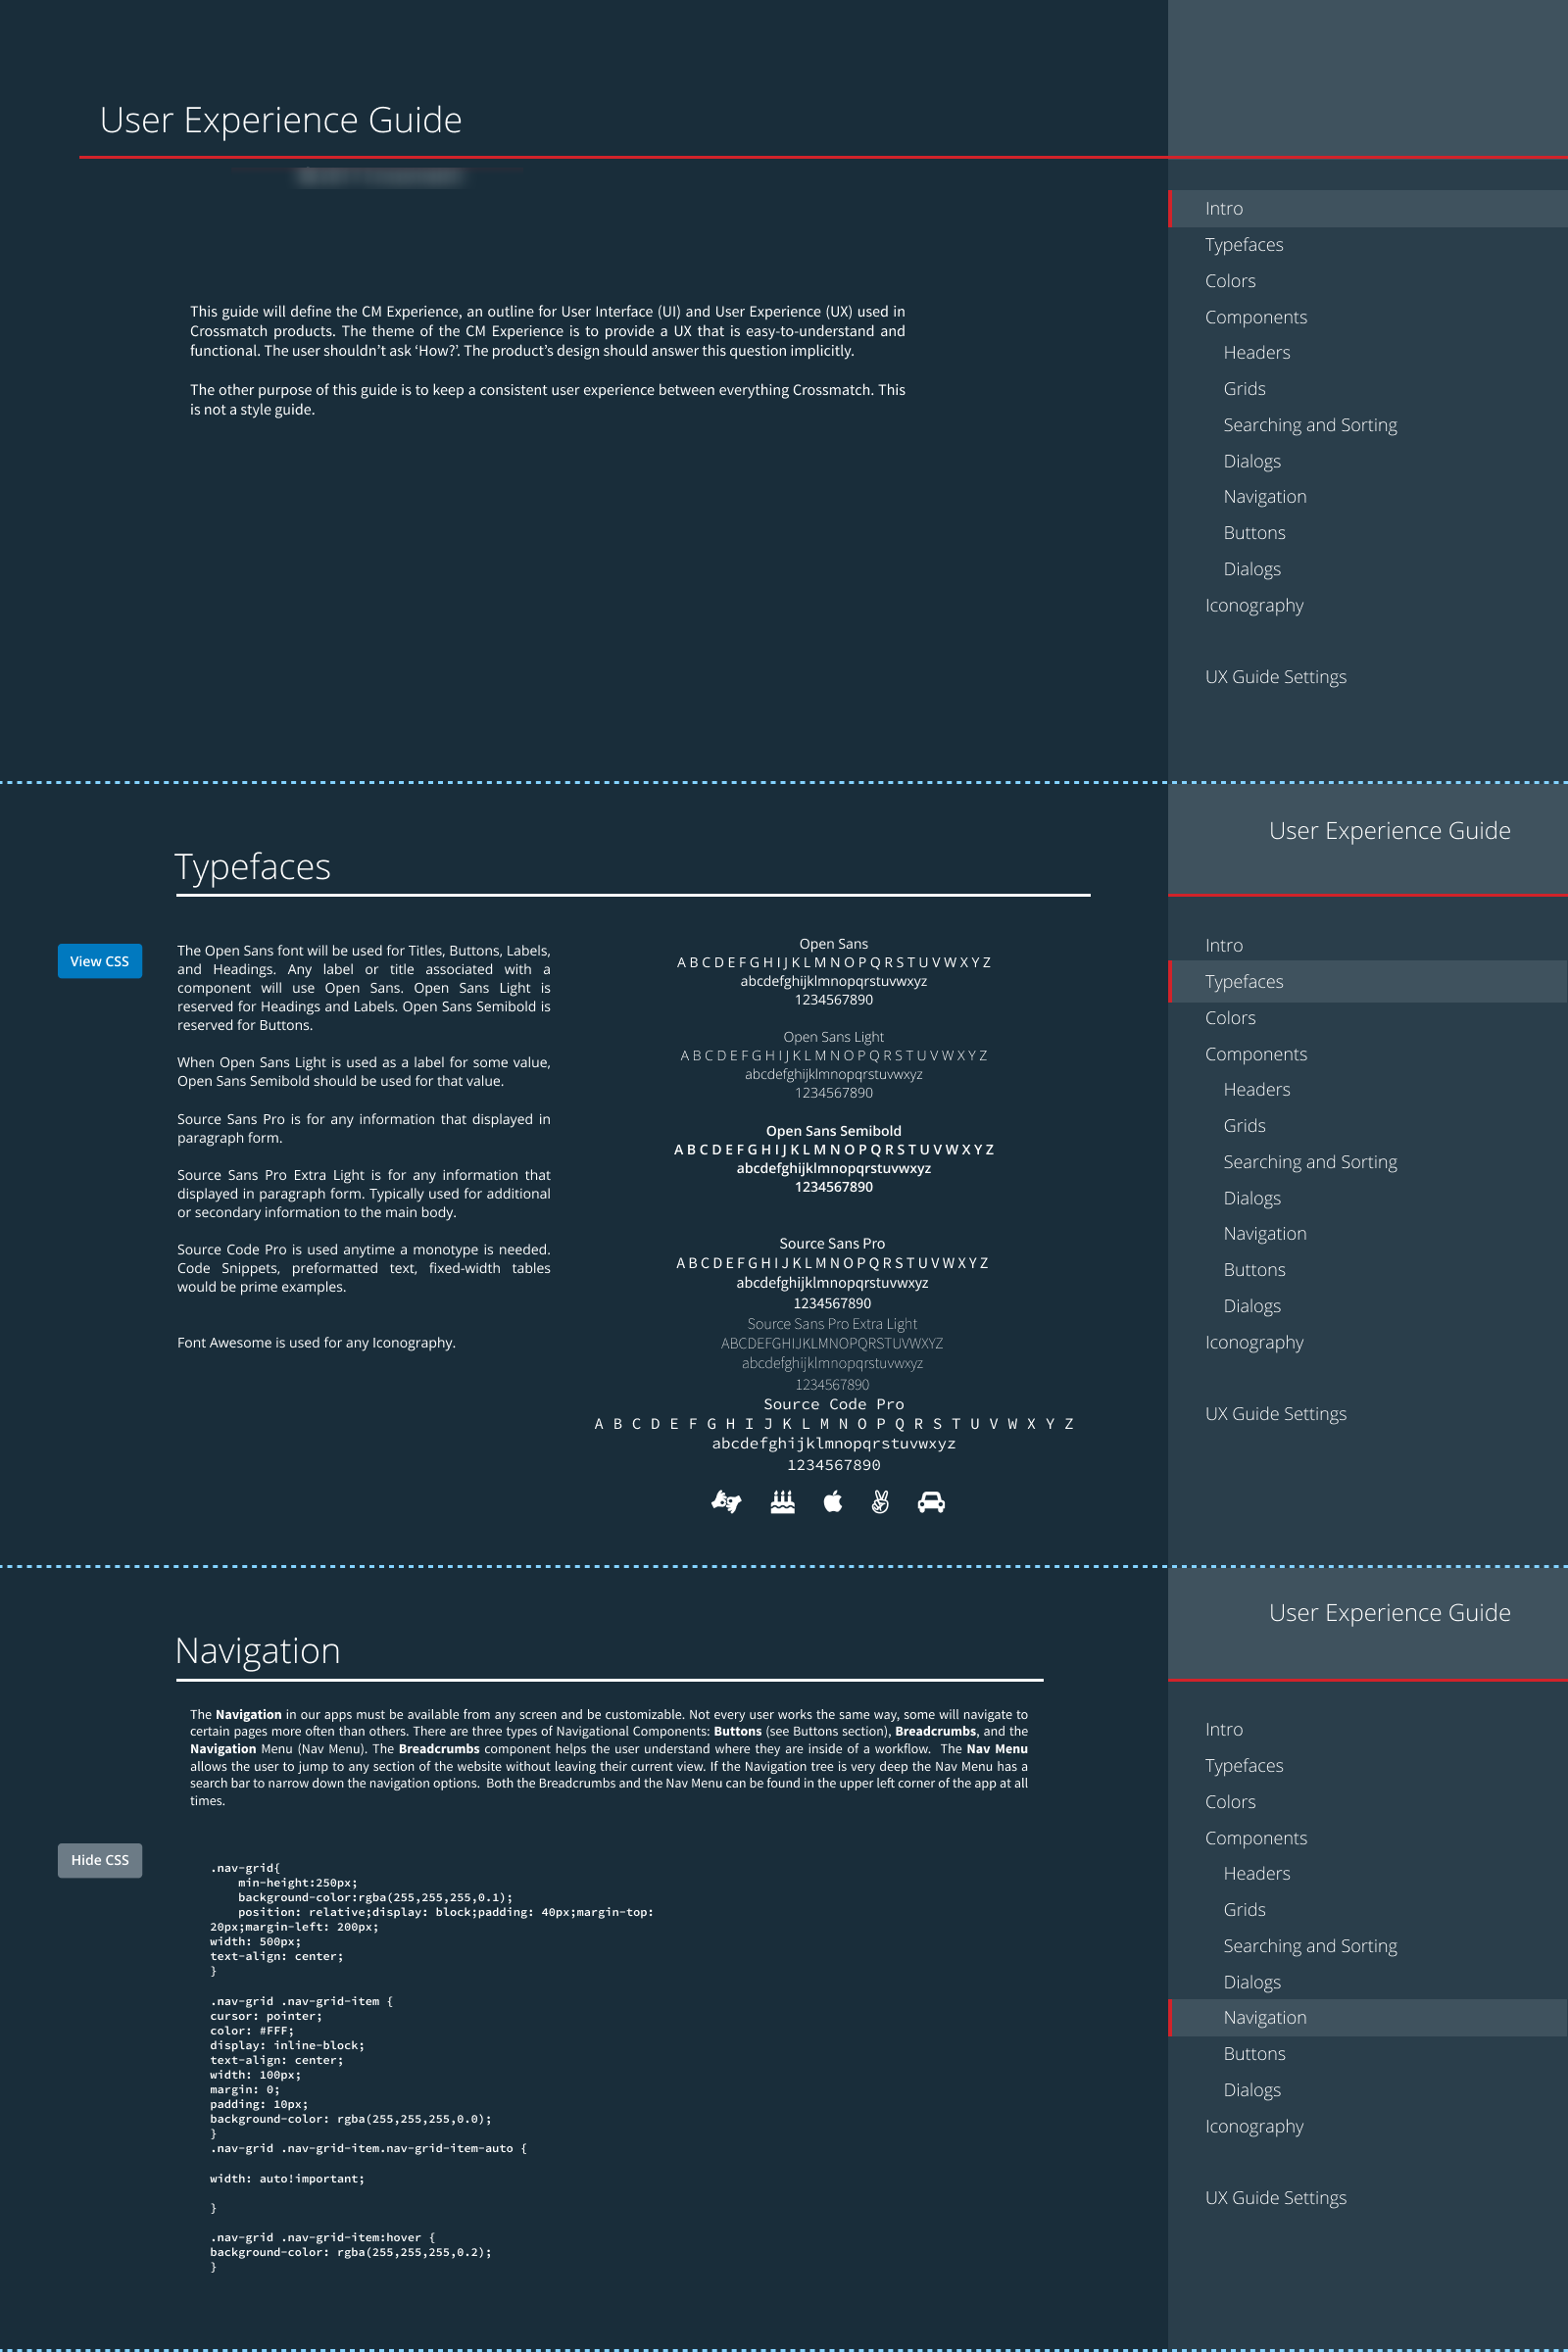 User Experience Guide
This guide will define the CM Experience, an outline for User Interface (UI) and User Experience (UX) used in
Crossmatch products. The theme of the CM Experience is to provide a UX that is easy-to-understand and
functional. The user shouldn’t ask ‘How?’. The product’s design should answer this question implicitly.
The other purpose of this guide is to keep a consistent user experience between everything Crossmatch. This
is not a style guide.
Intro
Typefaces
Colors
Components
Headers
Grids
Searching and Sorting
Dialogs
Navigation
Buttons
Dialogs
Iconography
UX Guide Settings
Typefaces
View CSS
The Open Sans font will be used for Titles, Buttons, Labels,
and Headings. Any label or title associated with a
component will use Open Sans. Open Sans Light is
reserved for Headings and Labels. Open Sans Semibold is
reserved for Buttons.
When Open Sans Light is used as a label for some value,
Open Sans Semibold should be used for that value.
Source Sans Pro is for any information that displayed in
paragraph form.
Source Sans Pro Extra Light is for any information that
displayed in paragraph form. Typically used for additional
or secondary information to the main body.
Source Code Pro is used anytime a monotype is needed.
Code Snippets, preformatted text, fixed-width tables
would be prime examples.
Font Awesome is used for any Iconography.
Open Sans
A B C D E F G H I J K L M N O P Q R S T U V W X Y Z
abcdefghijklmnopqrstuvwxyz
1234567890
Open Sans Light
A B C D E F G H I J K L M N O P Q R S T U V W X Y Z
abcdefghijklmnopqrstuvwxyz
1234567890
Open Sans Semibold
A B C D E F G H I J K L M N O P Q R S T U V W X Y Z
abcdefghijklmnopqrstuvwxyz
1234567890
Source Sans Pro
A B C D E F G H I J K L M N O P Q R S T U V W X Y Z
abcdefghijklmnopqrstuvwxyz
1234567890
Source Sans Pro Extra Light
ABCDEFGHIJKLMNOPQRSTUVWXYZ
abcdefghijklmnopqrstuvwxyz
1234567890
Source Code Pro
A B C D E F G H I J K L M N O P Q R S T U V W X Y Z
abcdefghijklmnopqrstuvwxyz
1234567890
User Experience Guide
Intro
Typefaces
Colors
Components
Headers
Grids
Searching and Sorting
Dialogs
Navigation
Buttons
Dialogs
Iconography
UX Guide Settings
Navigation
The Navigation in our apps must be available from any screen and be customizable. Not every user works the same way, some will navigate to
certain pages more often than others. There are three types of Navigational Components: Buttons (see Buttons section), Breadcrumbs, and the
Navigation Menu (Nav Menu). The Breadcrumbs component helps the user understand where they are inside of a workflow.  The Nav Menu
allows the user to jump to any section of the website without leaving their current view. If the Navigation tree is very deep the Nav Menu has a
search bar to narrow down the navigation options.  Both the Breadcrumbs and the Nav Menu can be found in the upper left corner of the app at all
times.
Hide CSS
.nav-grid{
min-height:250px;
background-color:rgba(255,255,255,0.1);
position: relative;display: block;padding: 40px;margin-top:
20px;margin-left: 200px;
width: 500px;
text-align: center;
}
.nav-grid .nav-grid-item {
cursor: pointer;
color: #FFF;
display: inline-block;
text-align: center;
width: 100px;
margin: 0;
padding: 10px;
background-color: rgba(255,255,255,0.0);
}
.nav-grid .nav-grid-item.nav-grid-item-auto {
width: auto!important;
}
.nav-grid .nav-grid-item:hover {
background-color: rgba(255,255,255,0.2);
}
User Experience Guide
Intro
Typefaces
Colors
Components
Headers
Grids
Searching and Sorting
Dialogs
Navigation
Buttons
Dialogs
Iconography
UX Guide Settings